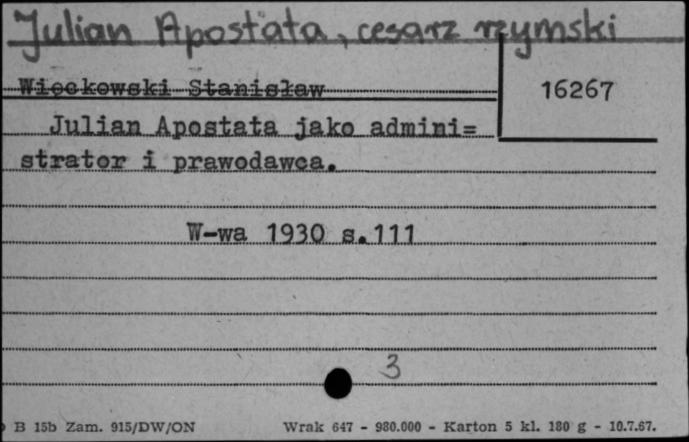 Julian Apostata, cesarz rzymski
Więckowski Stanisław
16267
Julian Apostata jako admini=
strator i prawodawca.
W-wa 1930 s.111
3
B 15b Zam. 915/DW/ON
Wrak 647 - 980.000 - Karton 5 kl. 180 g - 10.7.67.